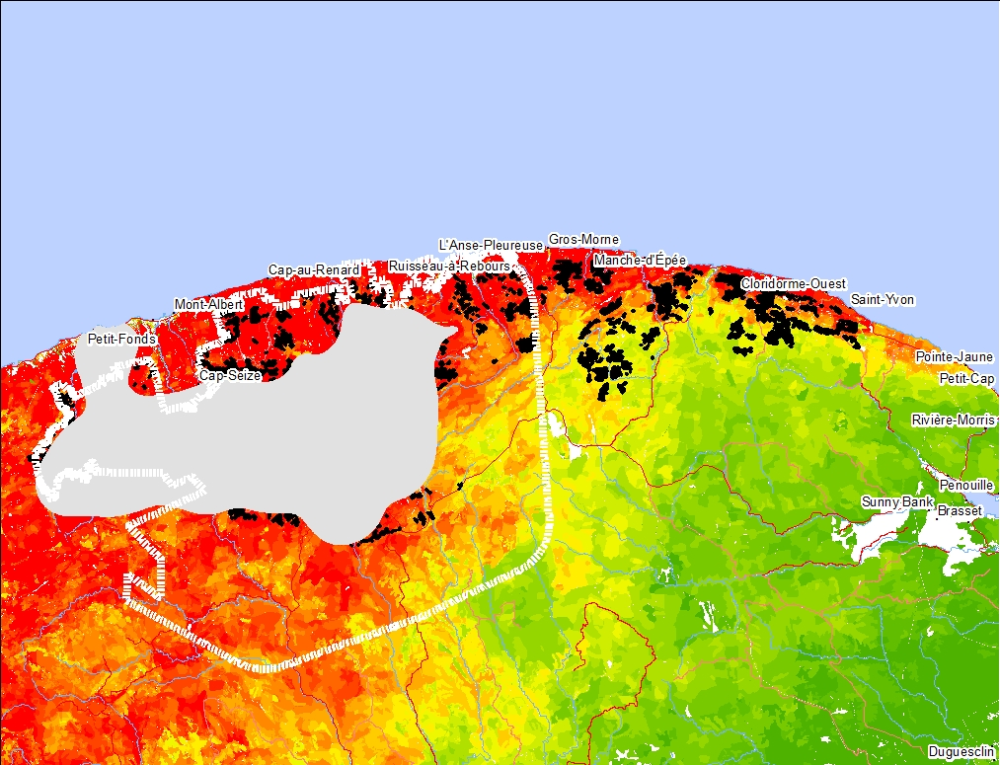 Gros-Morne
L'Anse-Pleureuse
Manche-d'Épée
Ruisseau-à-Rebours
Cap-au-Renard
Cloridorme-Ouest
Saint-Yvon
Mont-Albert
Petit-Fonds
Pointe-Jaune
Cap-Seize
Petit-Cap
Rivière-Morris
Penouille
Sunny Bank
Brasset
Duguesclin